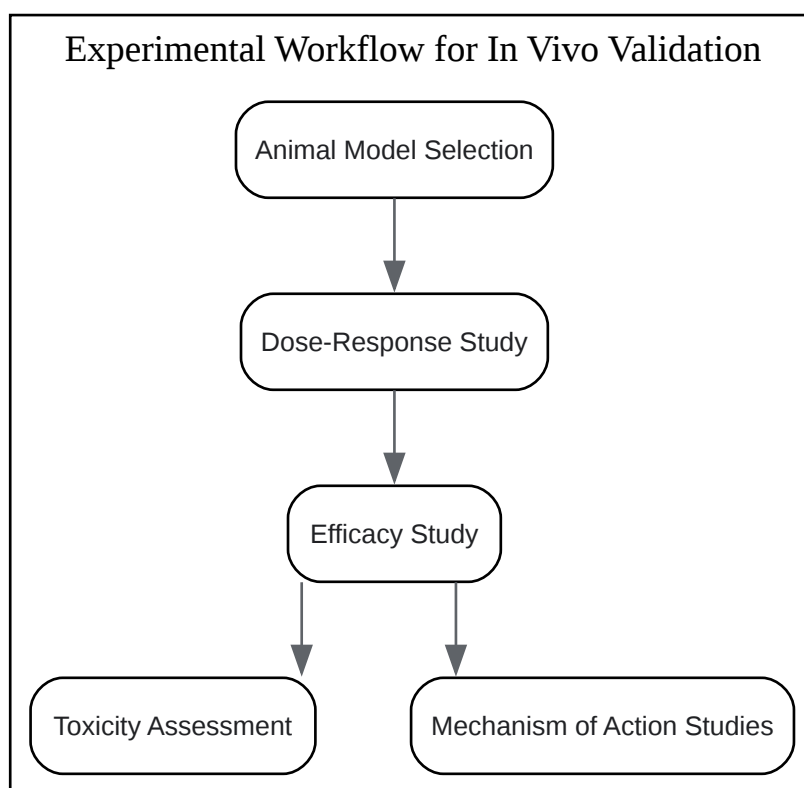 Experimental Workflow for In Vivo Validation
Animal Model Selection
Dose-Response Study
Efficacy Study
Toxicity Assessment
Mechanism of Action Studies